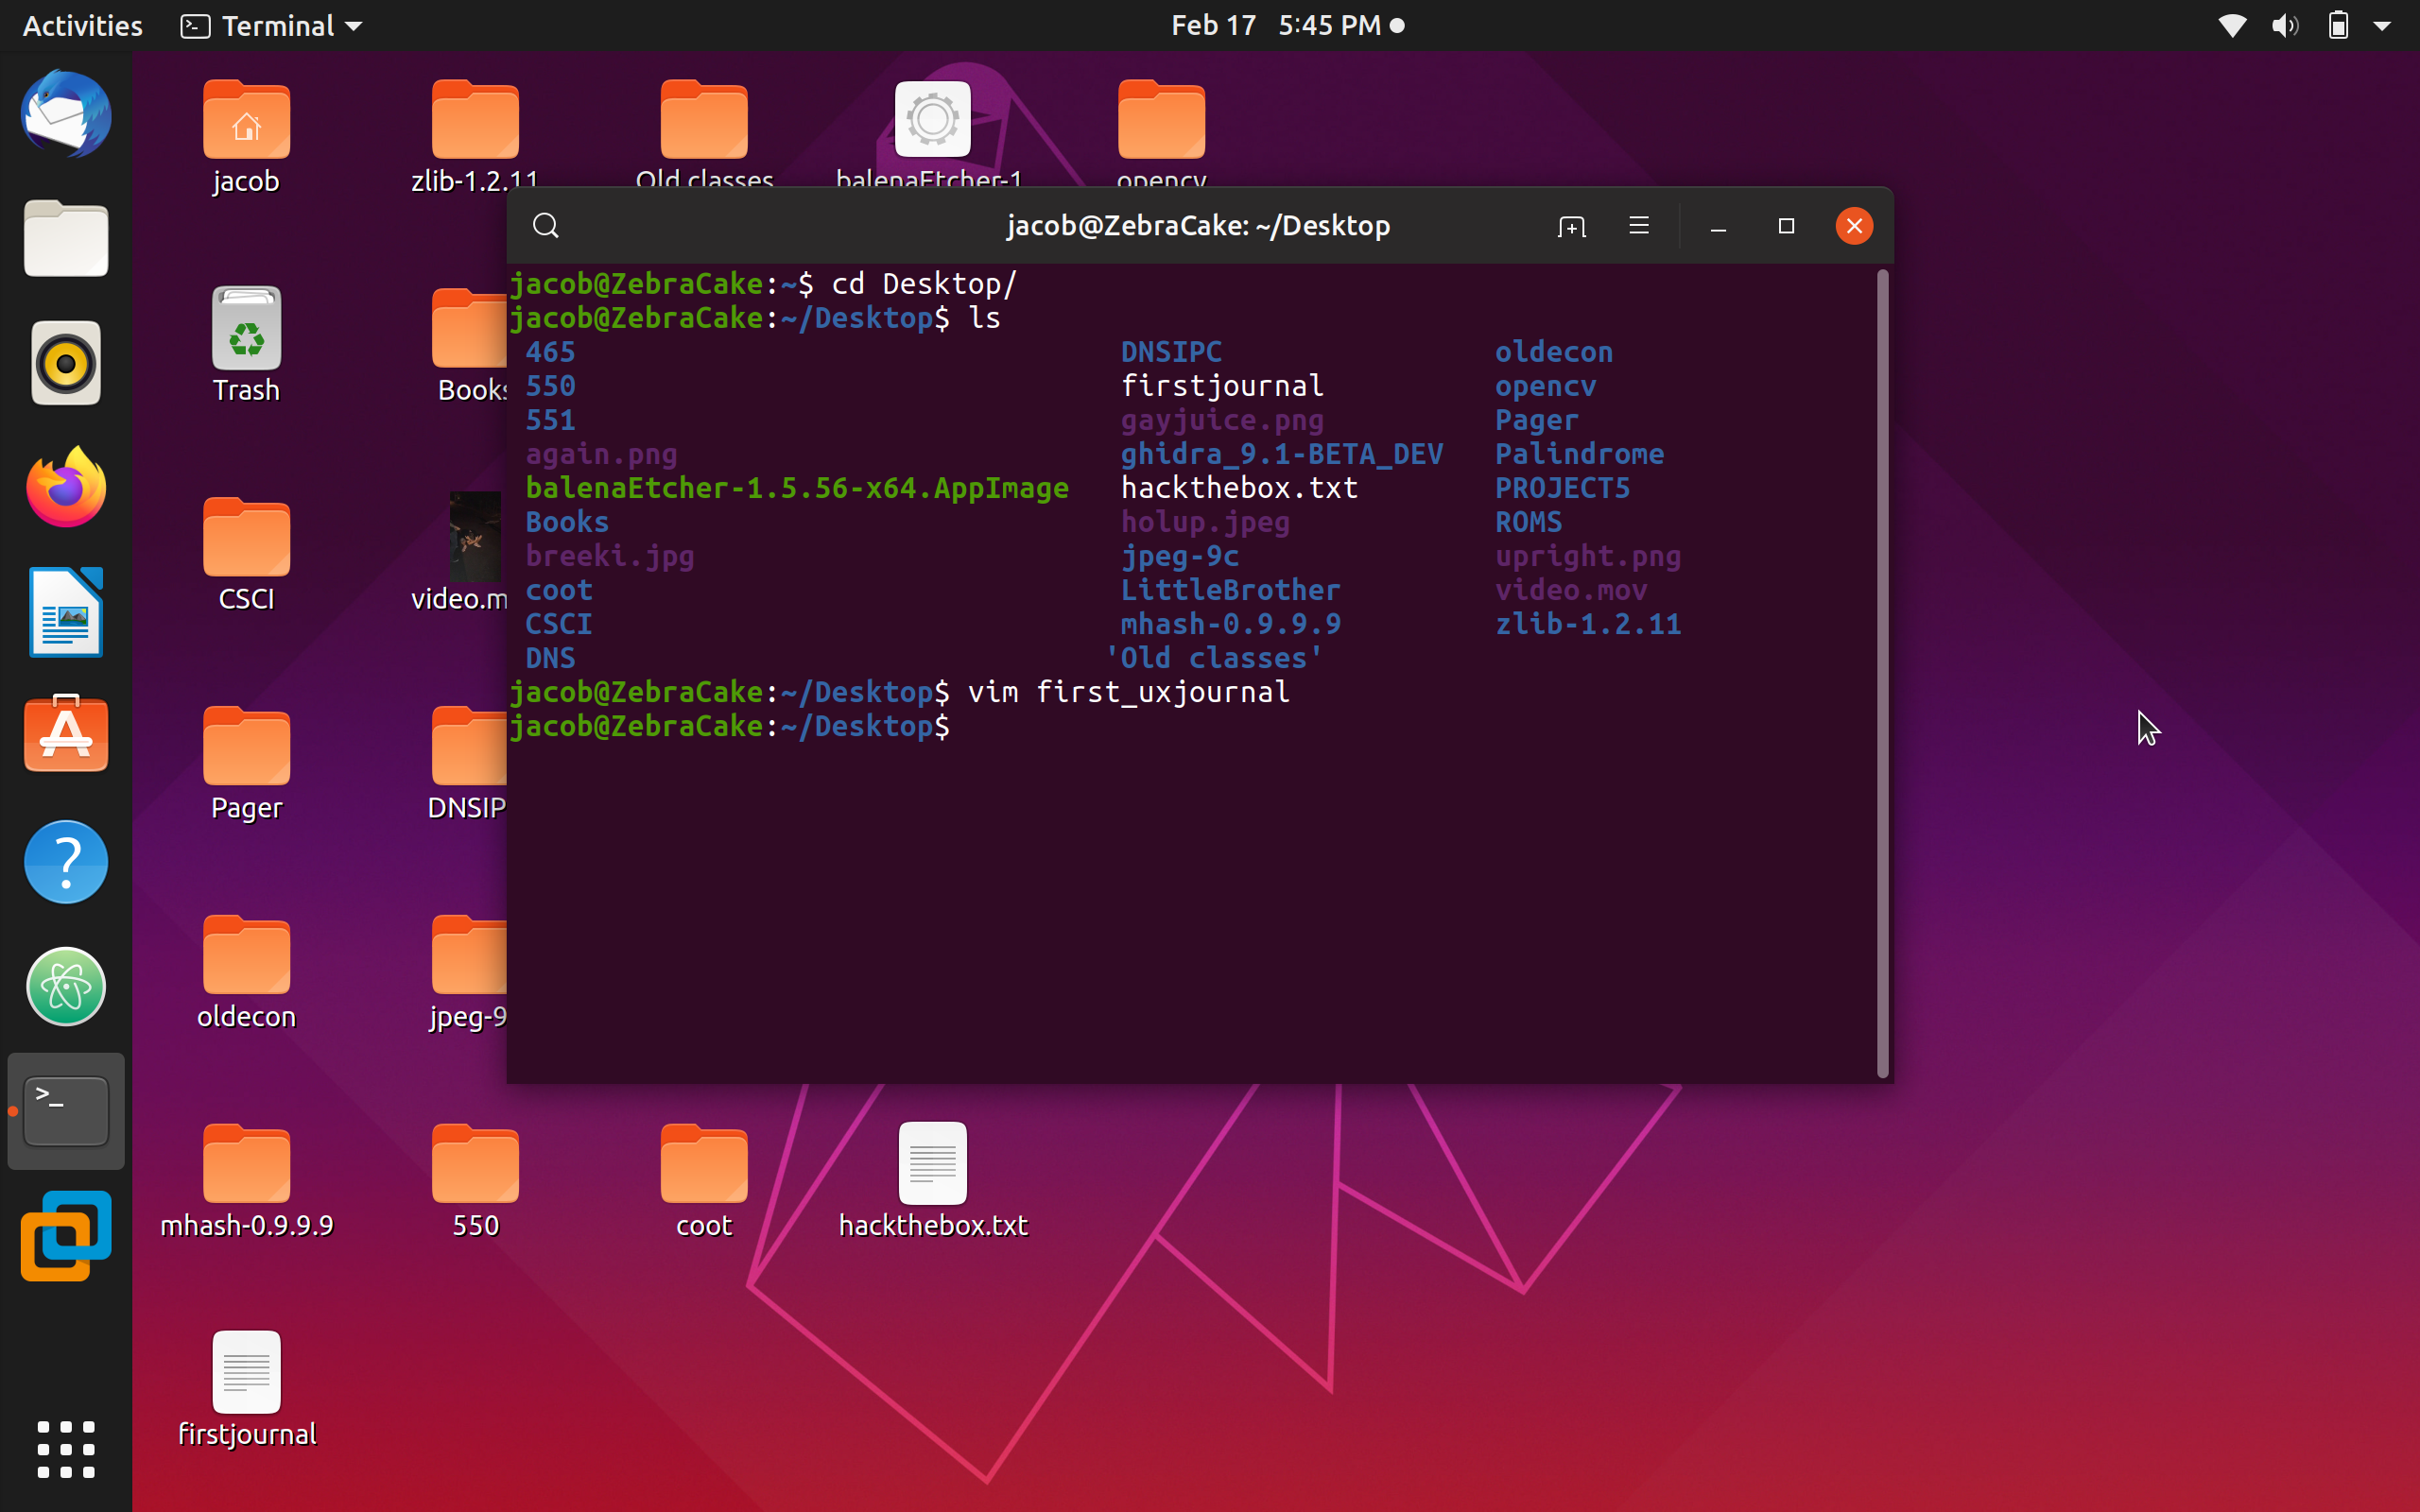 Activities Terminal Feb 17 5:45 PM
jacob zlib-1.2.11 Old classes balenaEtcher-1 opencv
jacob@ZebraCake: ~/Desktop
jacob@ZebraCake:~$ cd Desktop/
jacob@ZebraCake:~/Desktop$ ls
465 DNSIPC oldecon
550 firstjournal opencv
551 gayjuice.png Pager
again.png ghidra_9.1-BETA_DEV Palindrome
balenaEtcher-1.5.56-x64.AppImage hackthebox.txt PROJECT5
Books holup.jpeg ROMS
breeki.jpg jpeg-9c upright.png
coot LittleBrother video.mov
CSCI mhash-0.9.9.9 zlib-1.2.11
DNS 'Old classes'
jacob@ZebraCake:~/Desktop$ vim first_uxjournal
jacob@ZebraCake:~/Desktop$
Trash Books
CSCI video.m
Pager DNSIP
oldecon jpeg-9
mhash-0.9.9.9 550 coot hackthebox.txt
firstjournal